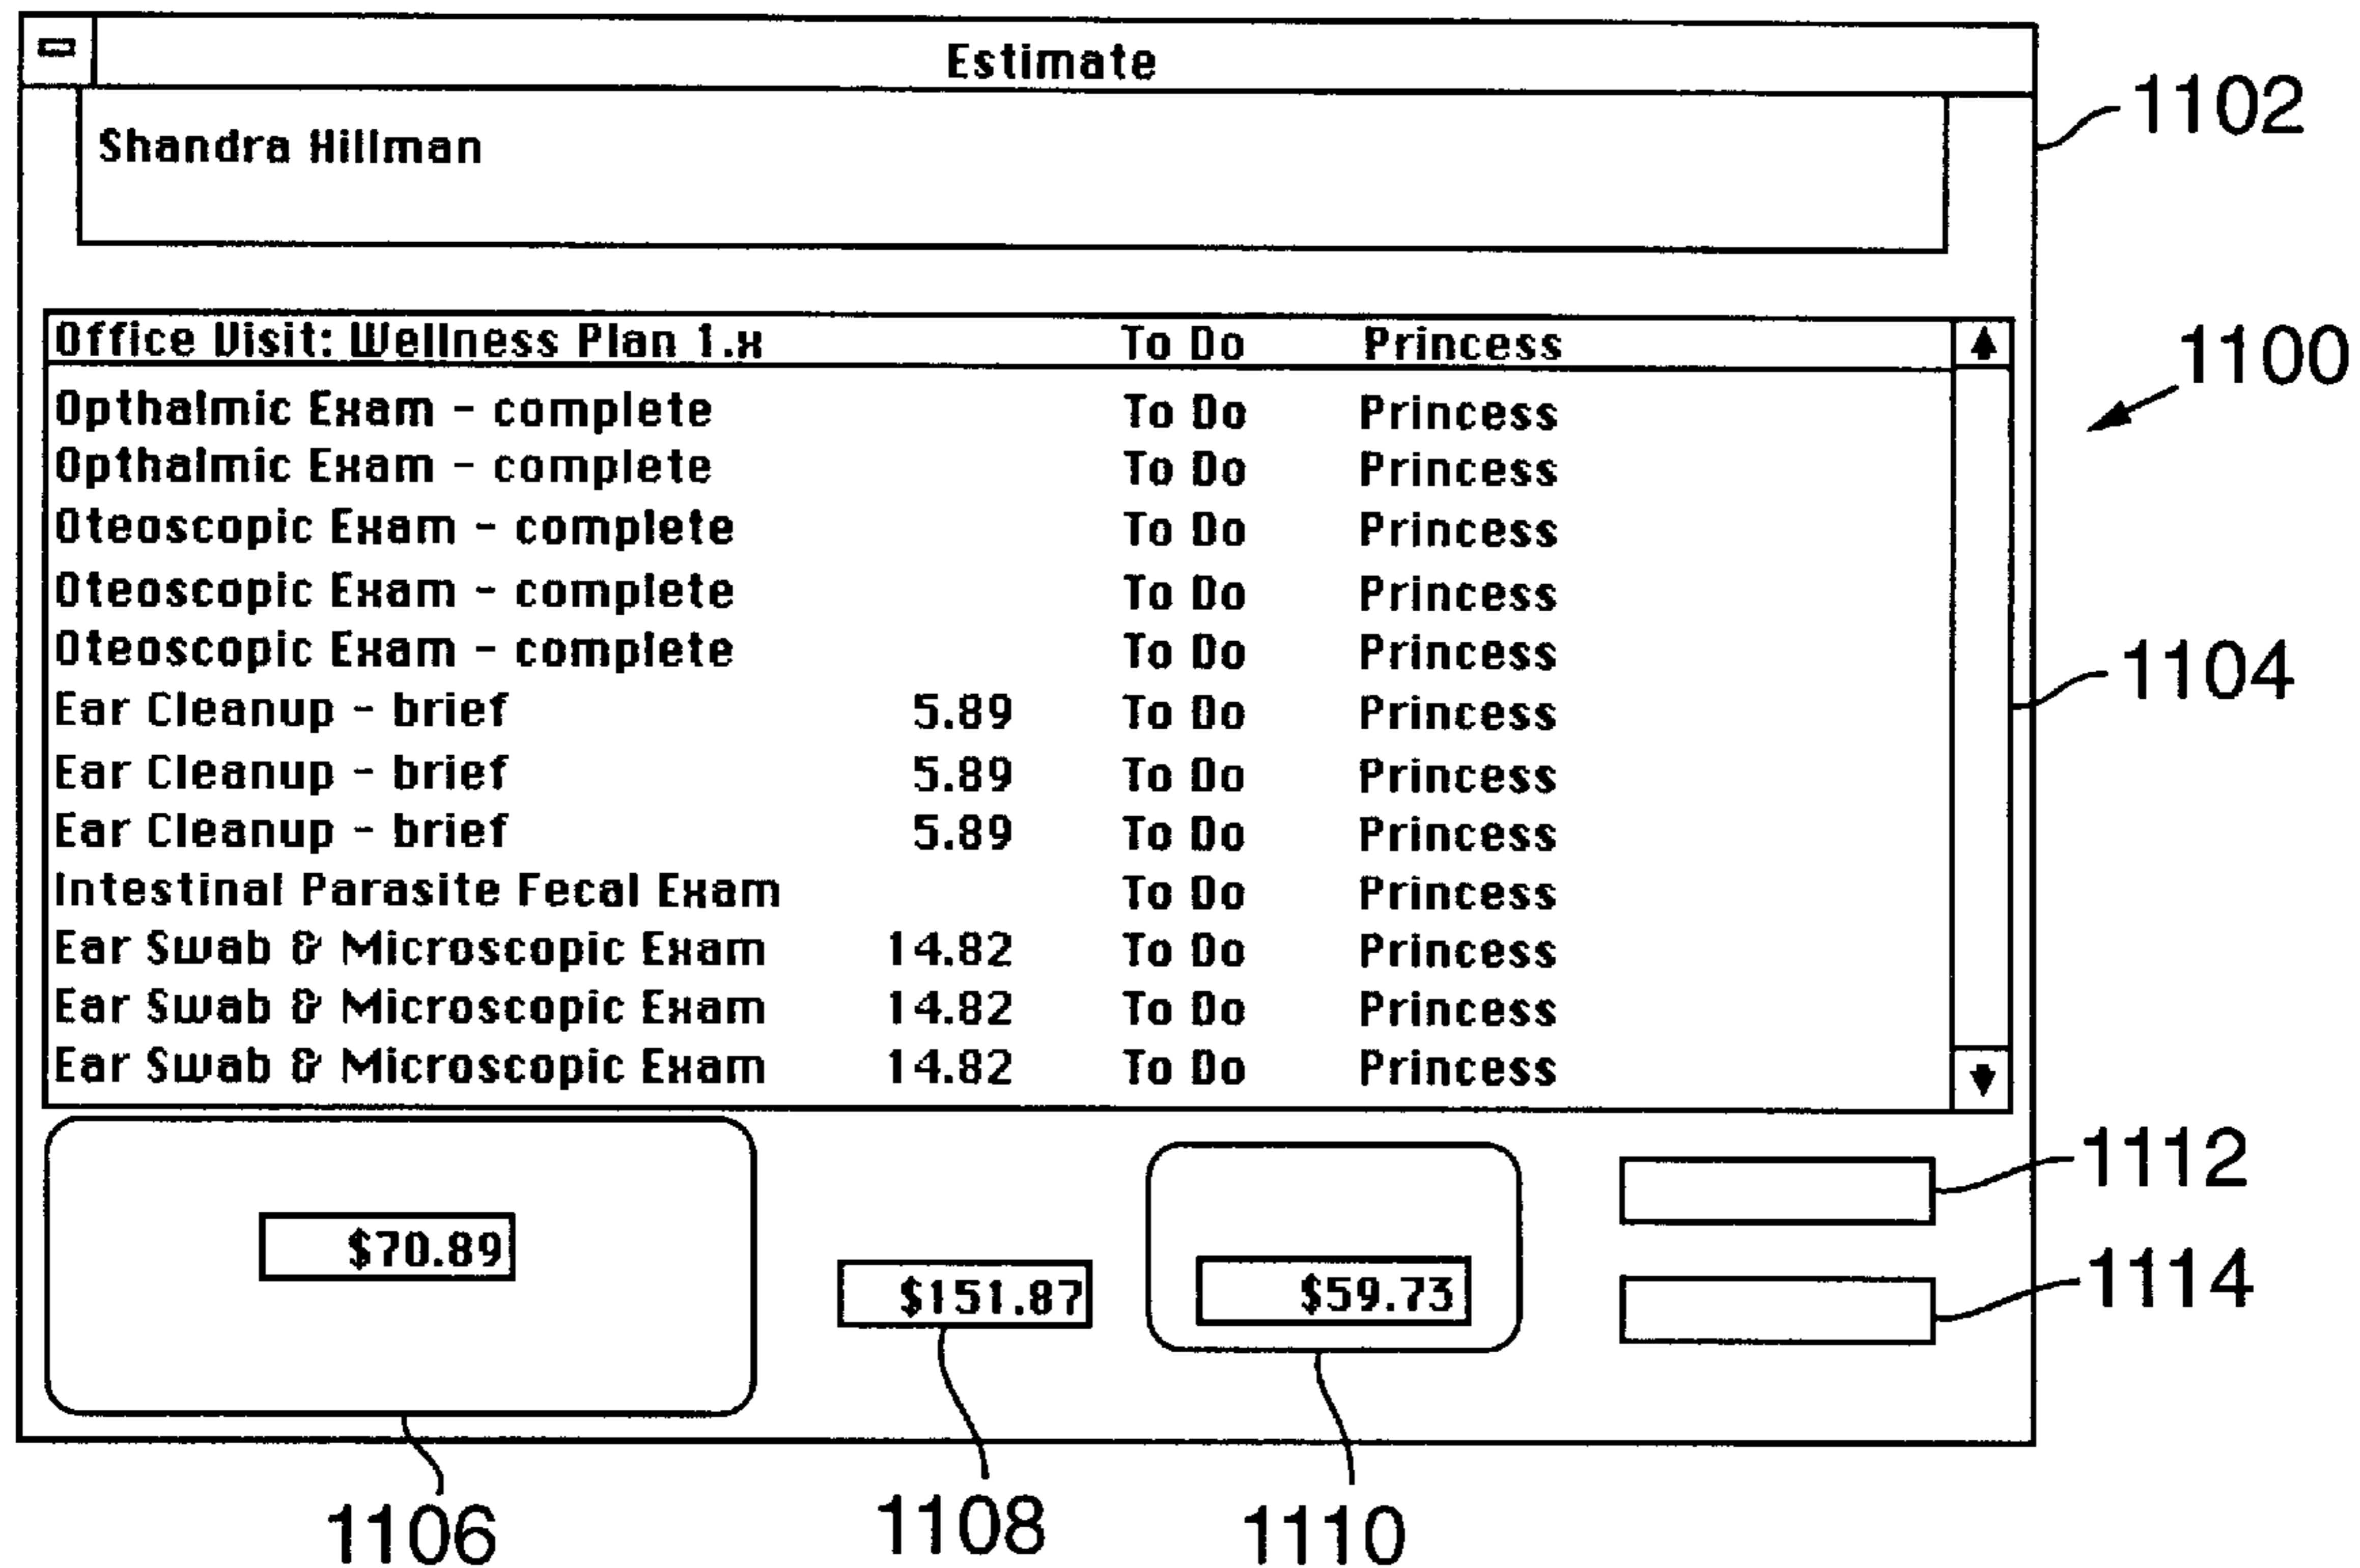 Estimate
1102
Shandra Hillman
Office Visit: Wellness Plan 1.x To Do Princess
1100
Opthalmic Exam - complete To Do Princess
Opthalmic Exam - complete To Do Princess
Oteoscopic Exam - complete To Do Princess
Oteoscopic Exam - complete To Do Princess
Oteoscopic Exam - complete To Do Princess
1104
Ear Cleanup - brief 5.89 To Do Princess
Ear Cleanup - brief 5.89 To Do Princess
Ear Cleanup - brief 5.89 To Do Princess
Intestinal Parasite Fecal Exam To Do Princess
Ear Swab & Microscopic Exam 14.82 To Do Princess
Ear Swab & Microscopic Exam 14.82 To Do Princess
Ear Swab & Microscopic Exam 14.82 To Do Princess
1112
$70.89
$151.87
$59.73
1114
1106
1108
1110